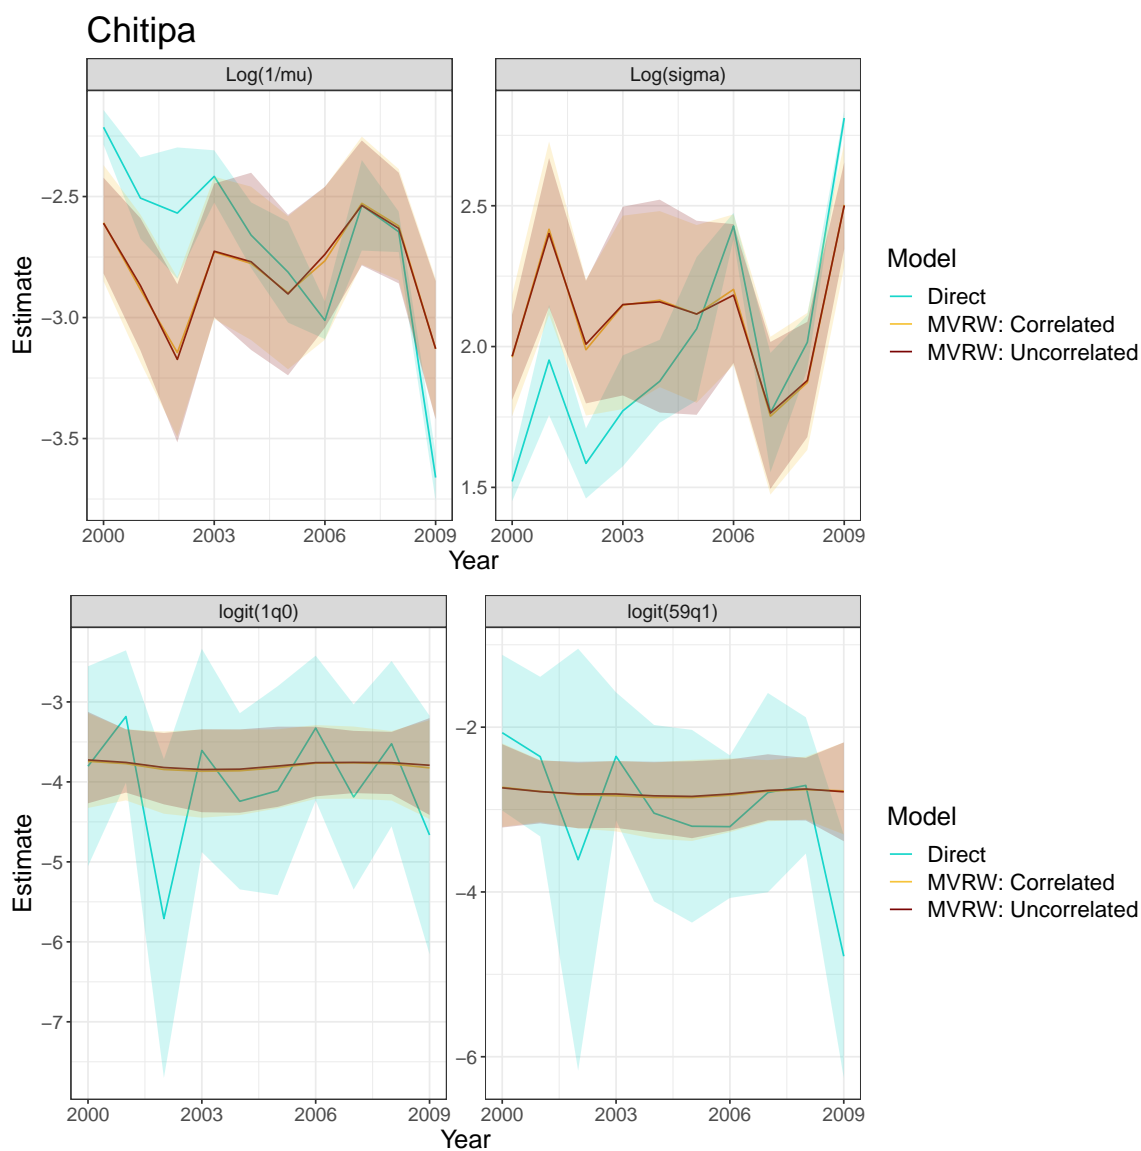 Chitipa
Log(1/mu)
Log(sigma)
−2.5
−3.0
−3.5
2.5
2.0
1.5
Estimate
2000
2003
2006
2009
2000
2003
2006
2009
Year
Model
Direct
MVRW: Correlated
MVRW: Uncorrelated
logit(1q0)
logit(59q1)
−3
−4
−5
−6
−7
−2
−4
−6
Estimate
2000
2003
2006
2009
2000
2003
2006
2009
Year
Model
Direct
MVRW: Correlated
MVRW: Uncorrelated